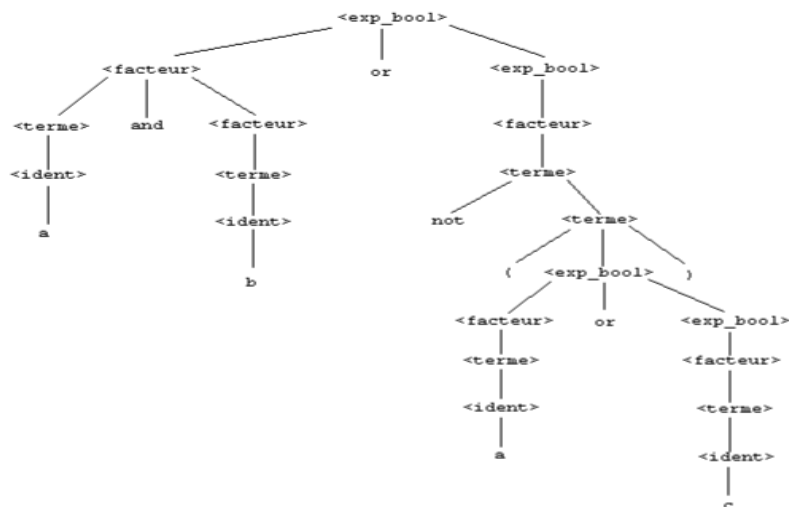 <exp_bool>
<facteur> or <exp_bool>
<terme> and <facteur> <facteur>
<ident> <terme> <terme>
a <ident> not <terme>
b ( <exp_bool> )
<facteur> or <exp_bool>
<terme> <facteur>
<ident> <terme>
a <ident>
c